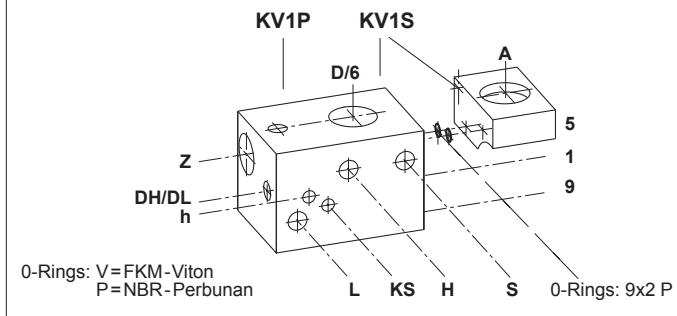 KV1P KV1S
D/6 A
5
Z 1
DH/DL 9
h
0-Rings: V=FKM-Viton
P=NBR-Perbunan L KS H S 0-Rings: 9x2 P